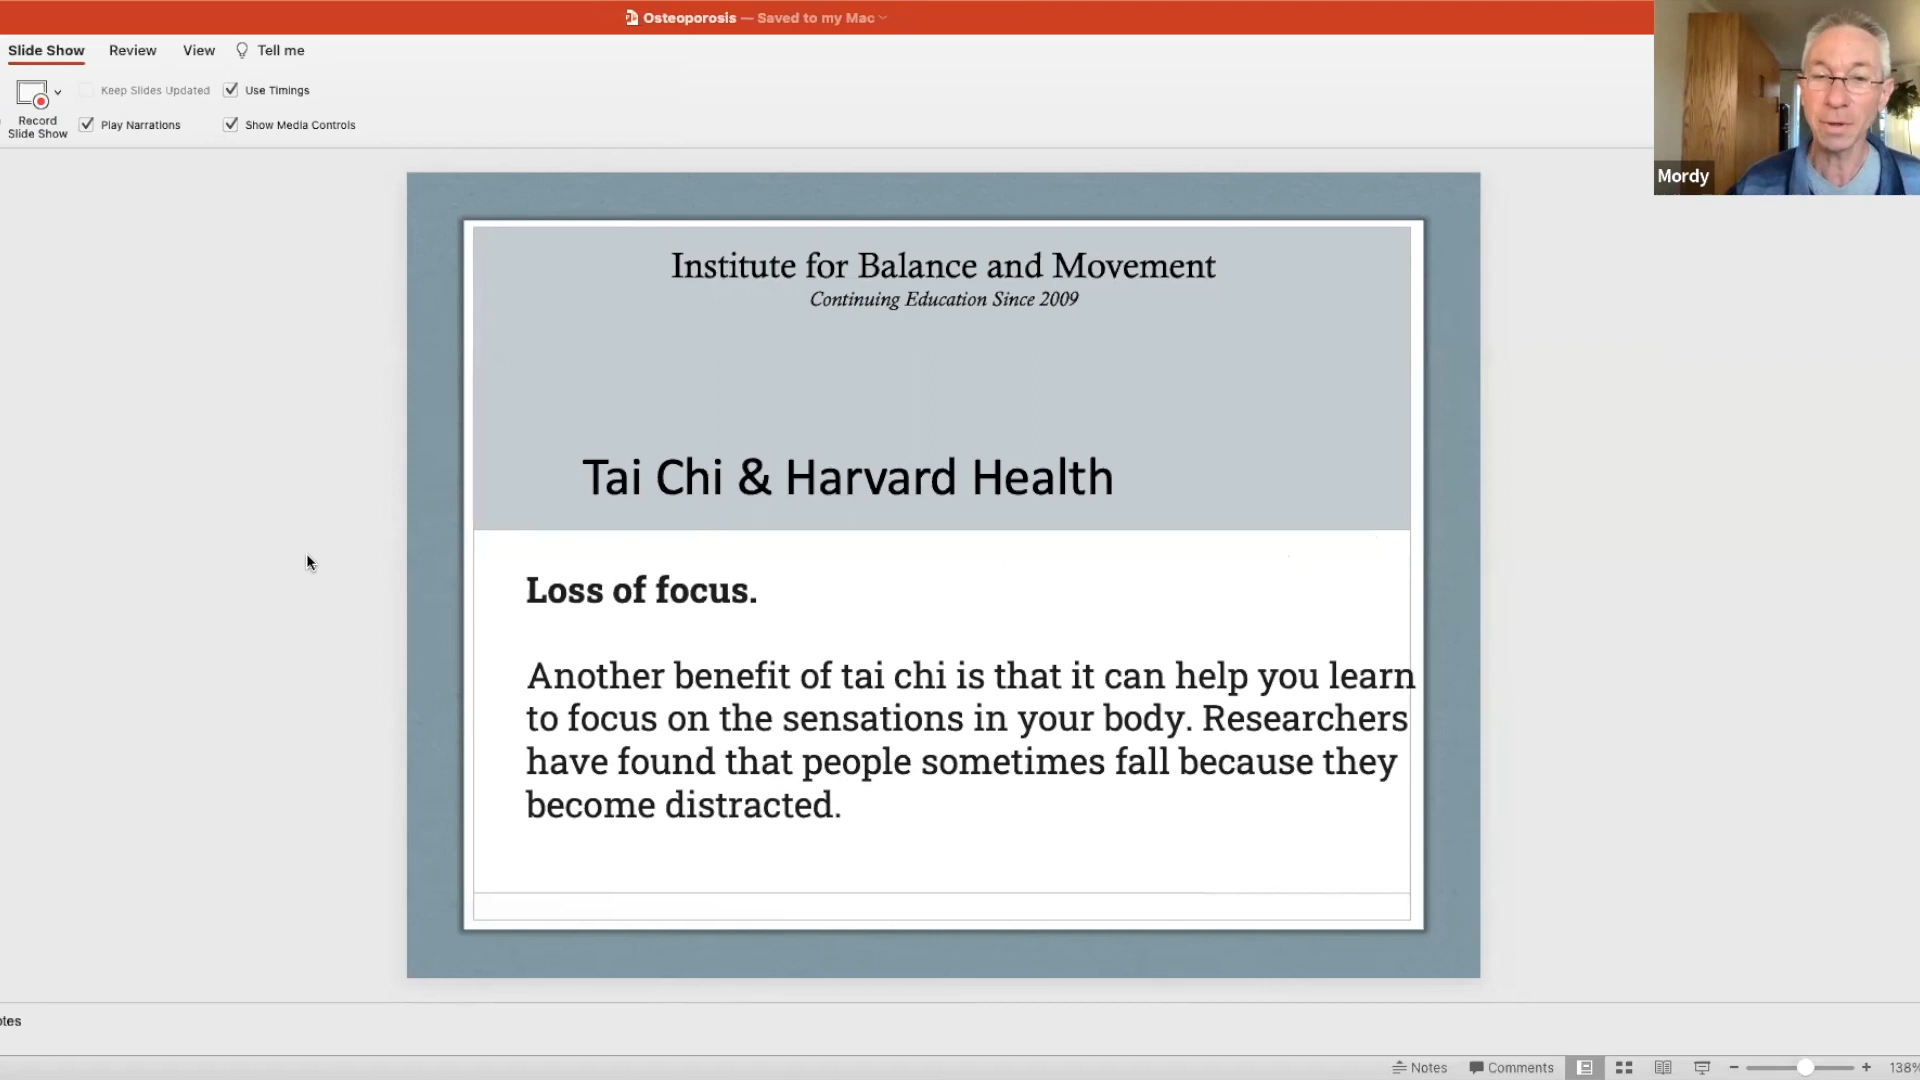 Osteoporosis — Saved to my Mac
Slide Show Review View Tell me
Keep Slides Updated Use Timings
Record
Slide Show
Play Narrations Show Media Controls
Mordy
Institute for Balance and Movement
Continuing Education Since 2009
Tai Chi & Harvard Health
Loss of focus.
Another benefit of tai chi is that it can help you learn
to focus on the sensations in your body. Researchers
have found that people sometimes fall because they
become distracted.
otes
Notes Comments 138%